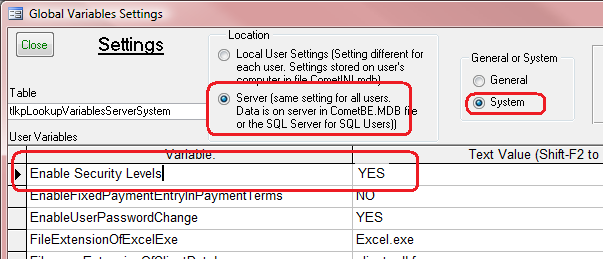 Global Variables Settings
Close
Settings
Location
Local User Settings (Setting different for
each user. Settings stored on user's
computer in file CometINI.mdb)
Server (same setting for all users.
Data is on server in CometBE.MDB file
or the SQL Server for SQL Users))
General or System
General
System
Table
tlkpLookupVariablesServerSystem
User Variables
Variable:
Text Value (Shift-F2 to
Enable Security Levels
YES
EnableFixedPaymentEntryInPaymentTerms
NO
EnableUserPasswordChange
YES
FileExtensionOfExcelExe
Excel.exe